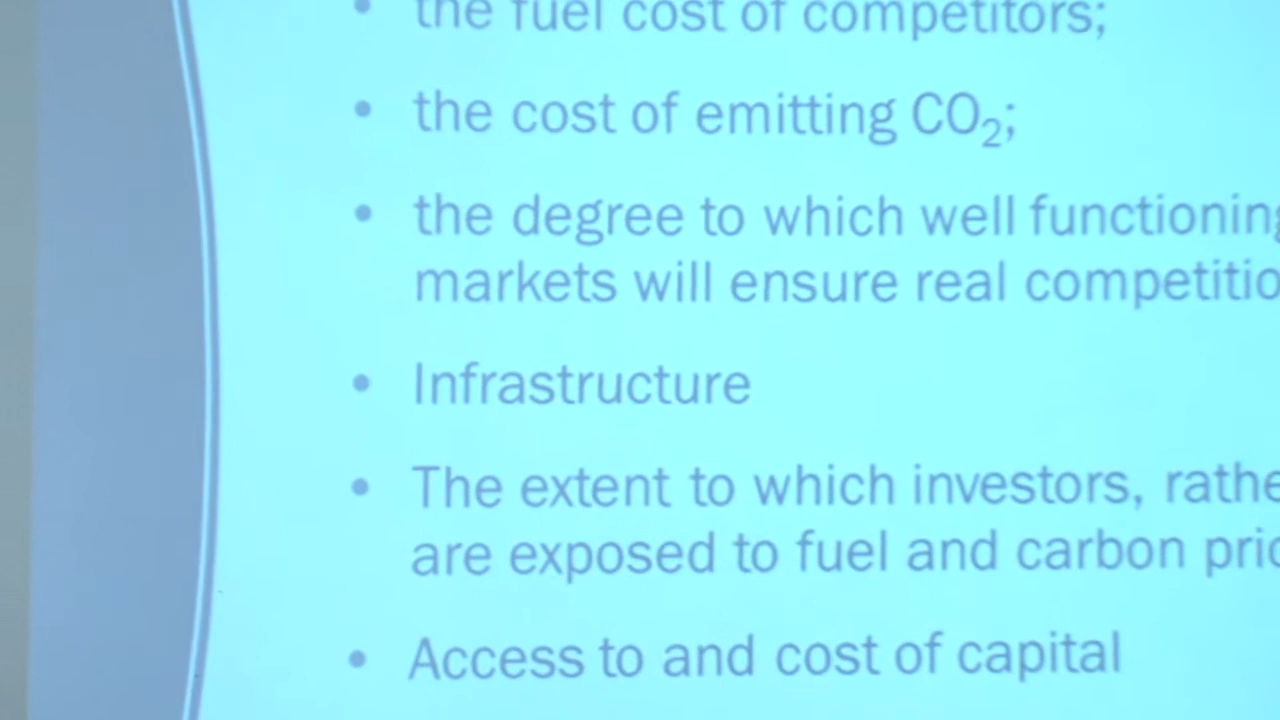 • the fuel cost of competitors;
• the cost of emitting CO₂;
• the degree to which well functioning
markets will ensure real competitio
• Infrastructure
• The extent to which investors, rathe
are exposed to fuel and carbon pric
• Access to and cost of capital